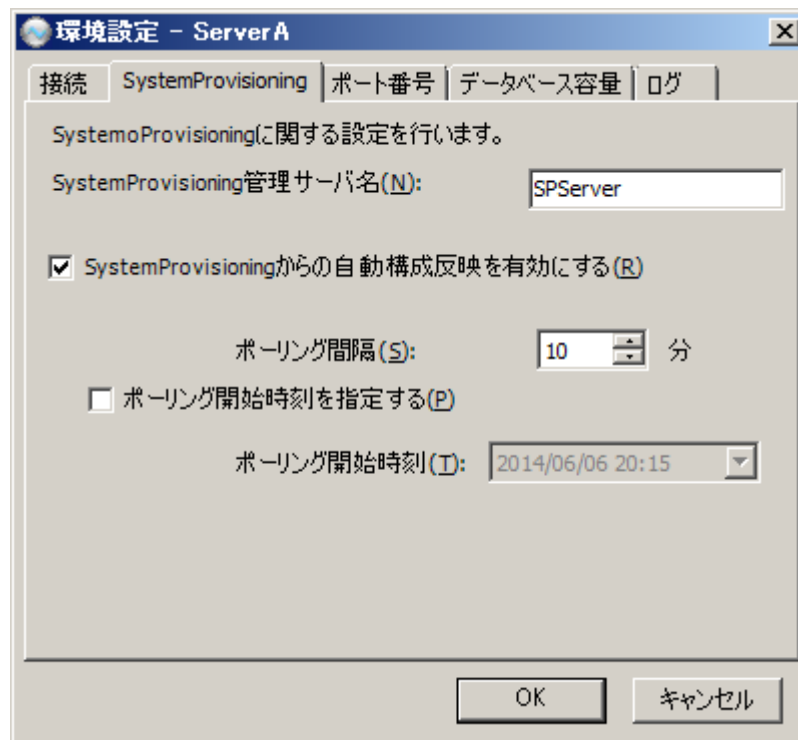 環境設定 - ServerA
接続 SystemProvisioning ポート番号 データベース容量 ログ
SystemoProvisioningに関する設定を行います。
SystemProvisioning管理サーバ名(N): SPServer
SystemProvisioningからの自動構成反映を有効にする(R)
ポーリング間隔(S): 10 分
ポーリング開始時刻を指定する(P)
ポーリング開始時刻(T): 2014/06/06 20:15
OK キャンセル